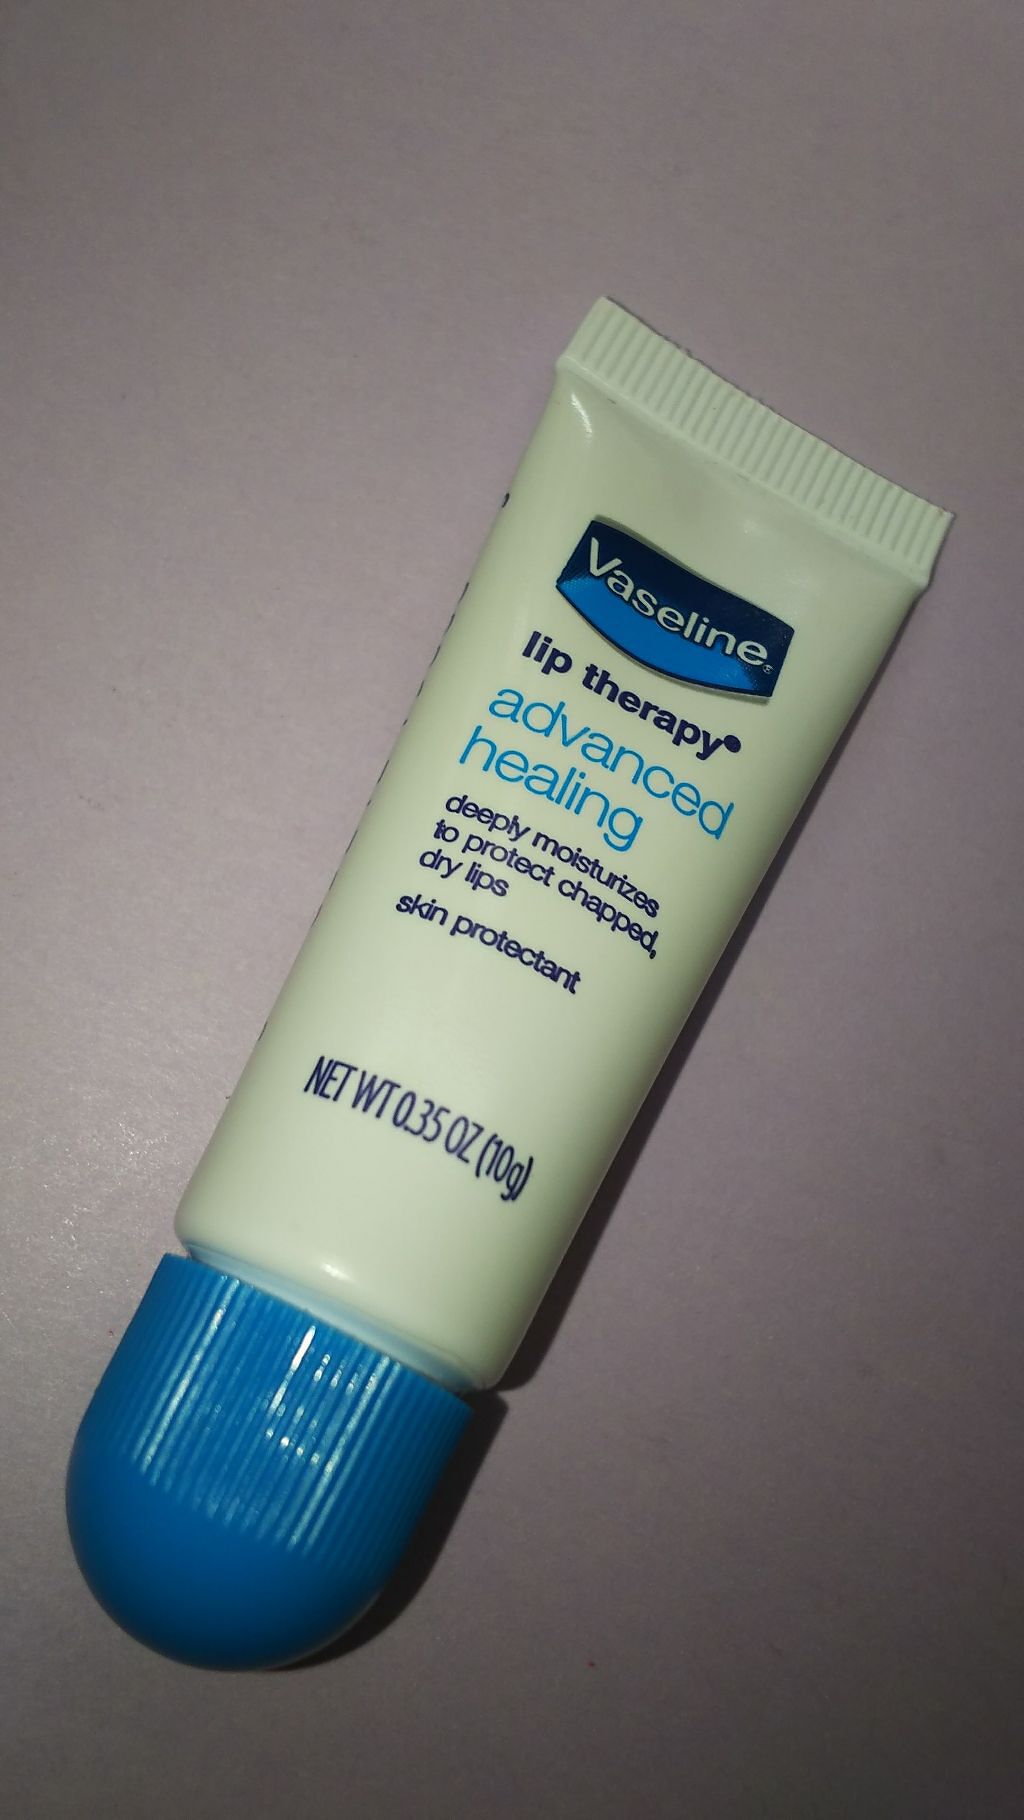 Vaseline
lip therapy®
advanced
healing
deeply moisturizes
to protect chapped,
dry lips
skin protectant
NET WT 0.35 OZ (10g)